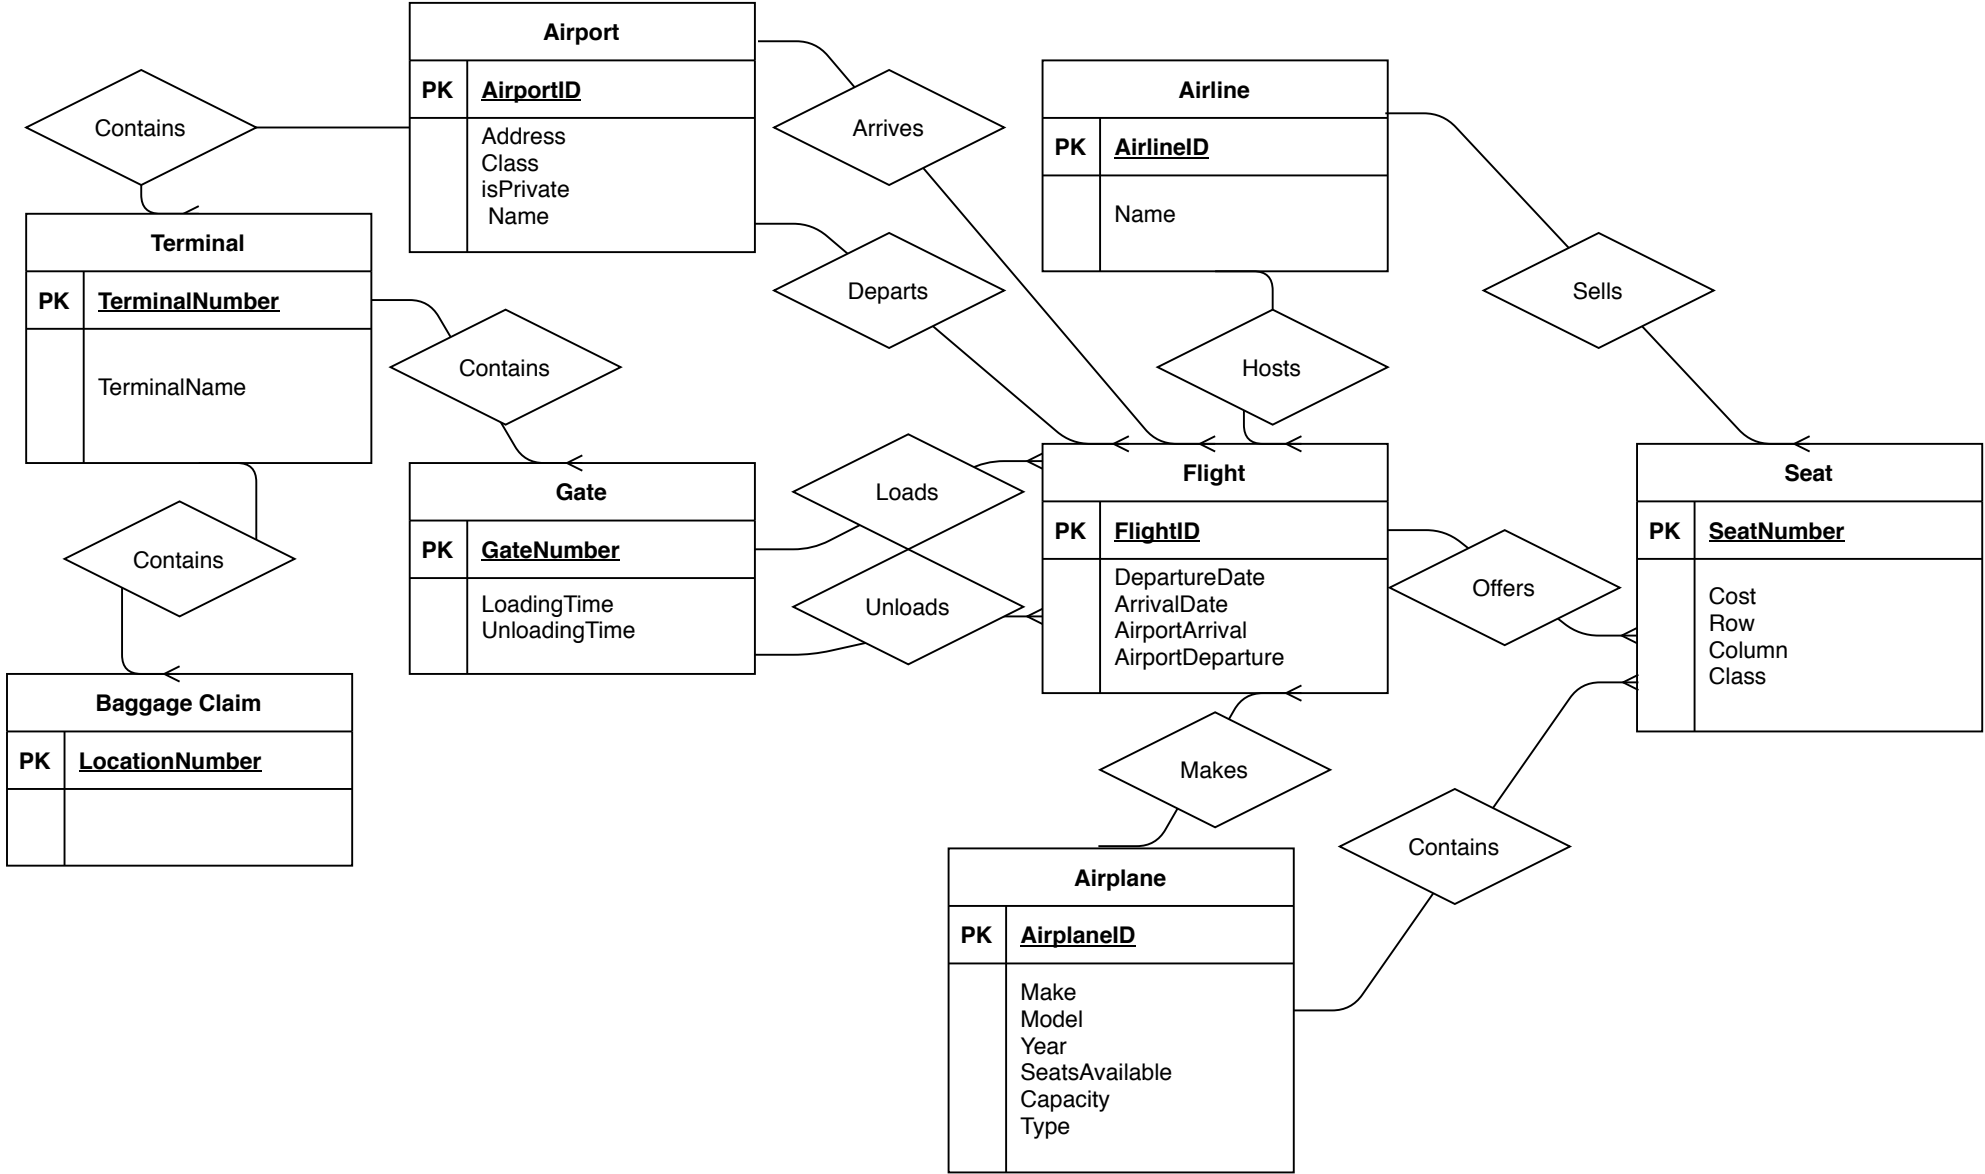 Airport
PK AirportID
Address
Class
isPrivate
Name
Contains
Arrives
Airline
PK AirlineID
Name
Terminal
PK TerminalNumber
TerminalName
Departs
Sells
Contains
Hosts
Gate
PK GateNumber
LoadingTime
UnloadingTime
Loads
Unloads
Flight
PK FlightID
DepartureDate
ArrivalDate
AirportArrival
AirportDeparture
Offers
Seat
PK SeatNumber
Cost
Row
Column
Class
Contains
Baggage Claim
PK LocationNumber
Makes
Contains
Airplane
PK AirplaneID
Make
Model
Year
SeatsAvailable
Capacity
Type